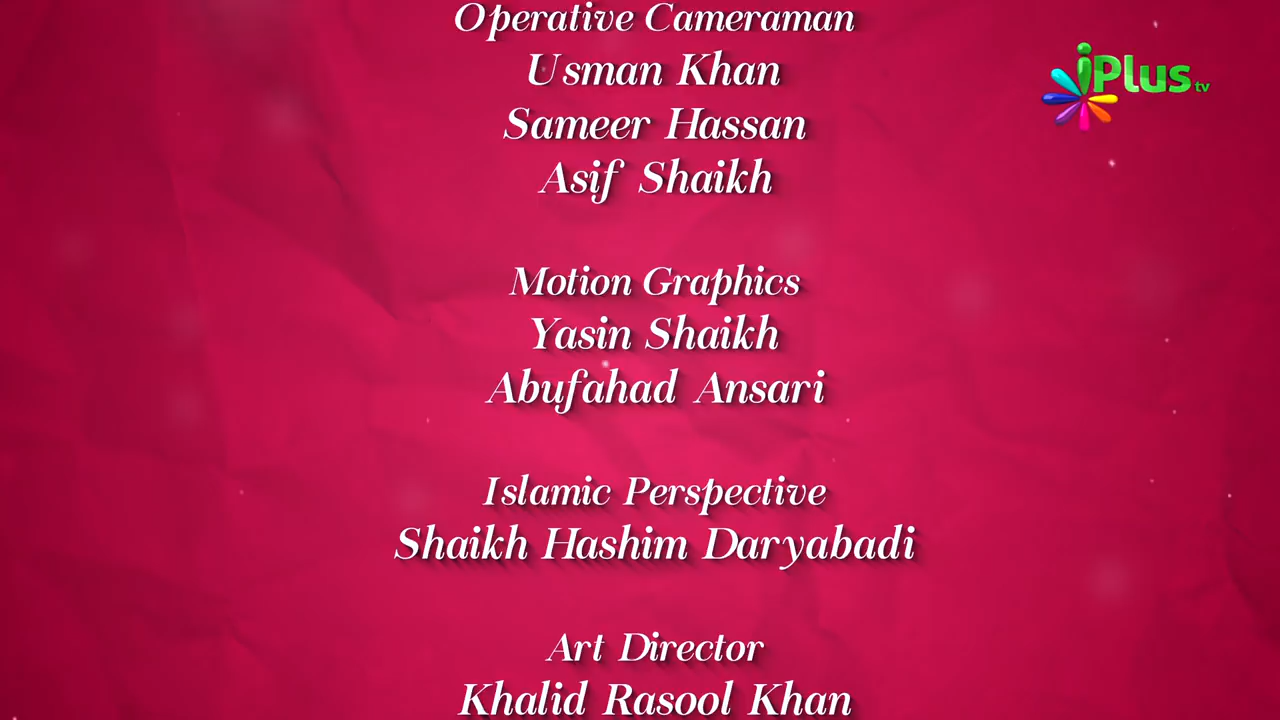 Operative Cameraman
iPlus tv
Usman Khan
Sameer Hassan
Asif Shaikh
Motion Graphics
Yasin Shaikh
Abufahad Ansari
Islamic Perspective
Shaikh Hashim Daryabadi
Art Director
Khalid Rasool Khan